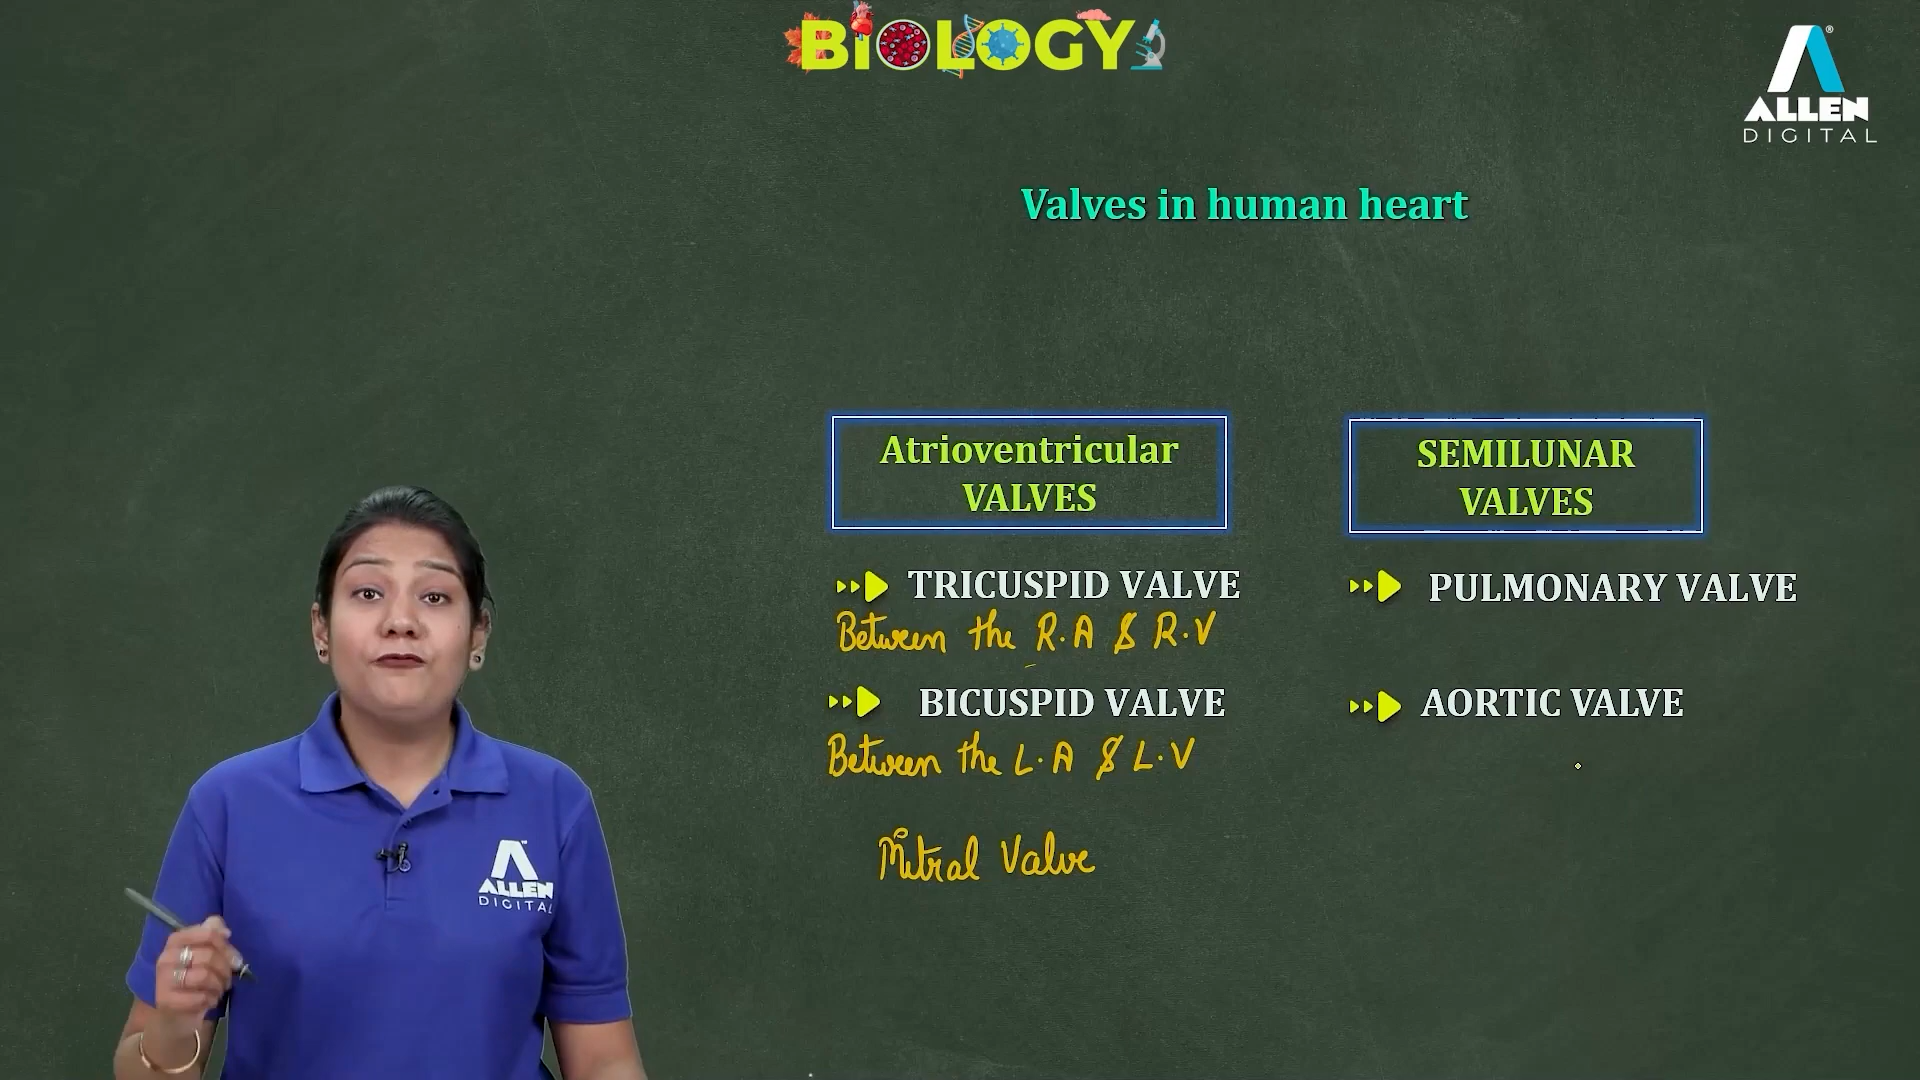 BIOLOGY
ALLEN
DIGITAL
Valves in human heart
Atrioventricular
VALVES
TRICUSPID VALVE
Between the R.A & R.V
BICUSPID VALVE
Between the L.A & L.V
Mitral Valve
SEMILUNAR
VALVES
PULMONARY VALVE
AORTIC VALVE
ALLEN
DIGITAL